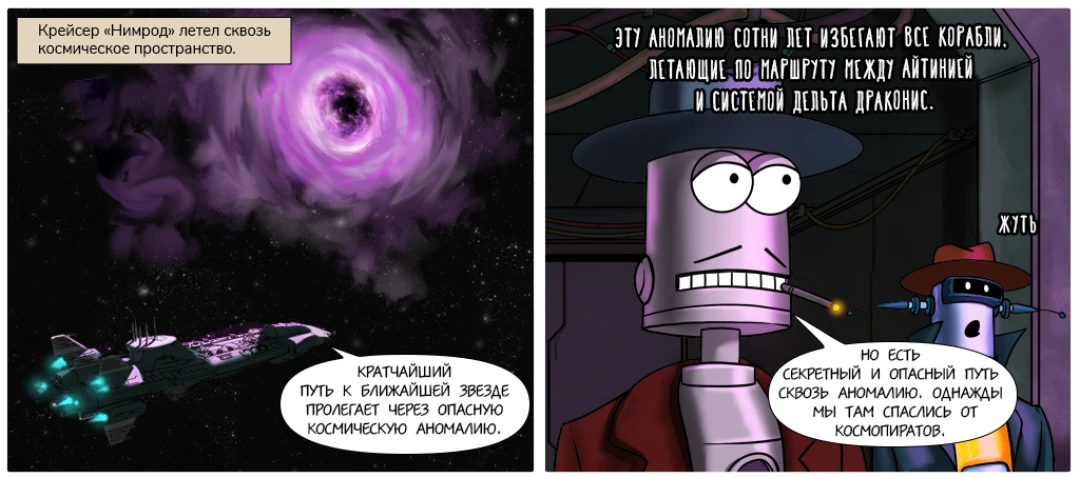 Крейсер «Нимрод» летел сквозь
космическое пространство.
КРАТЧАЙШИЙ
ПУТЬ К БЛИЖАЙШЕЙ ЗВЕЗДЕ
ПРОЛЕГАЕТ ЧЕРЕЗ ОПАСНУЮ
КОСМИЧЕСКУЮ АНОМАЛИЮ.
ЭТУ АНОМАЛИЮ СОТНИ ЛЕТ ИЗБЕГАЮТ ВСЕ КОРАБЛИ,
ЛЕТАЮЩИЕ ПО МАРШРУТУ МЕЖДУ АЙТИНИЕЙ
И СИСТЕМОЙ ДЕЛЬТА ДРАКОНИС.
ЖУТЬ
НО ЕСТЬ
СЕКРЕТНЫЙ И ОПАСНЫЙ ПУТЬ
СКВОЗЬ АНОМАЛИЮ. ОДНАЖДЫ
МЫ ТАМ СПАСЛИСЬ ОТ
КОСМОПИРАТОВ.